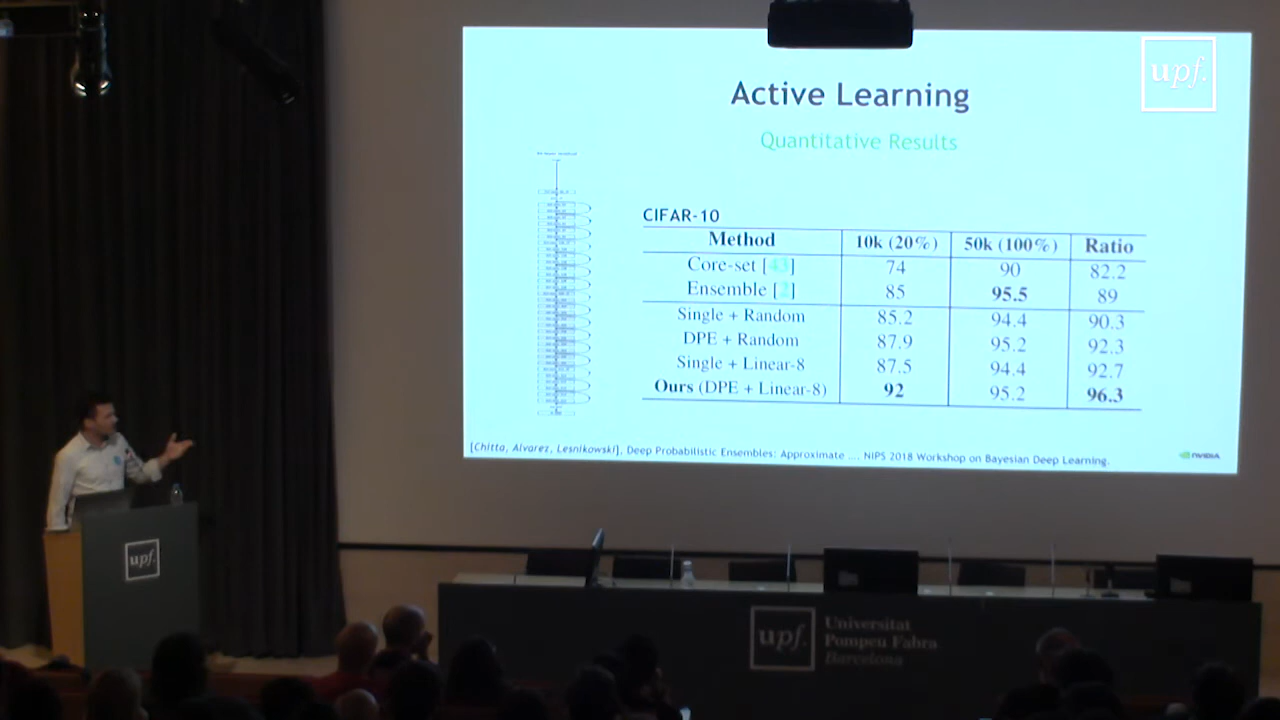 upf.
Active Learning
Quantitative Results
CIFAR-10
Method 10k (20%) 50k (100%) Ratio
Core-set [43] 74 90 82.2
Ensemble [ ] 85 95.5 89
Single + Random 85.2 94.4 90.3
DPE + Random 87.9 95.2 92.3
Single + Linear-8 87.5 94.4 92.7
Ours (DPE + Linear-8) 92 95.2 96.3
[Chitta, Alvarez, Lesnikowski], Deep Probabilistic Ensembles: Approximate .... NIPS 2018 Workshop on Bayesian Deep Learning.
NVIDIA
upf.
upf.
Universitat
Pompeu Fabra
Barcelona